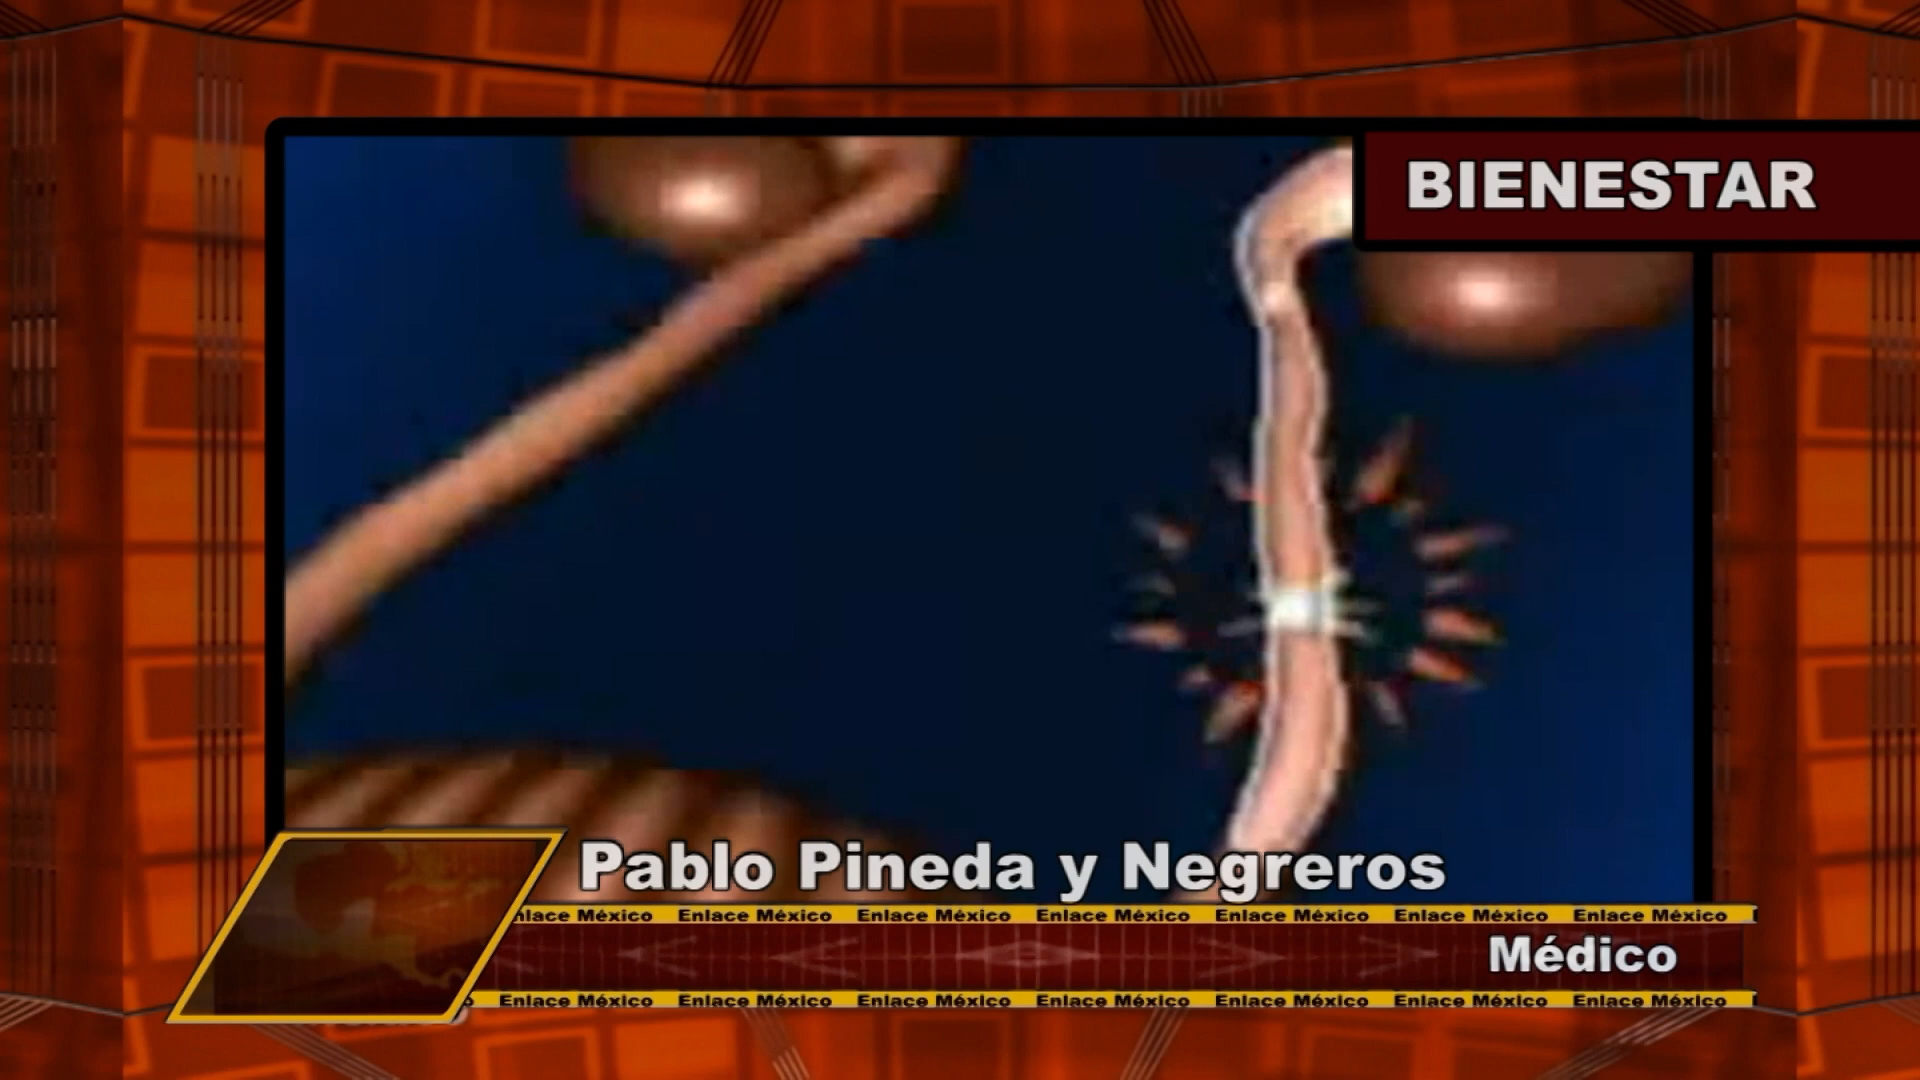 BIENESTAR
Pablo Pineda y Negreros
nlace México Enlace México Enlace México Enlace México Enlace México Enlace México Enlace México
Médico
Enlace México Enlace México Enlace México Enlace México Enlace México Enlace México Enlace México